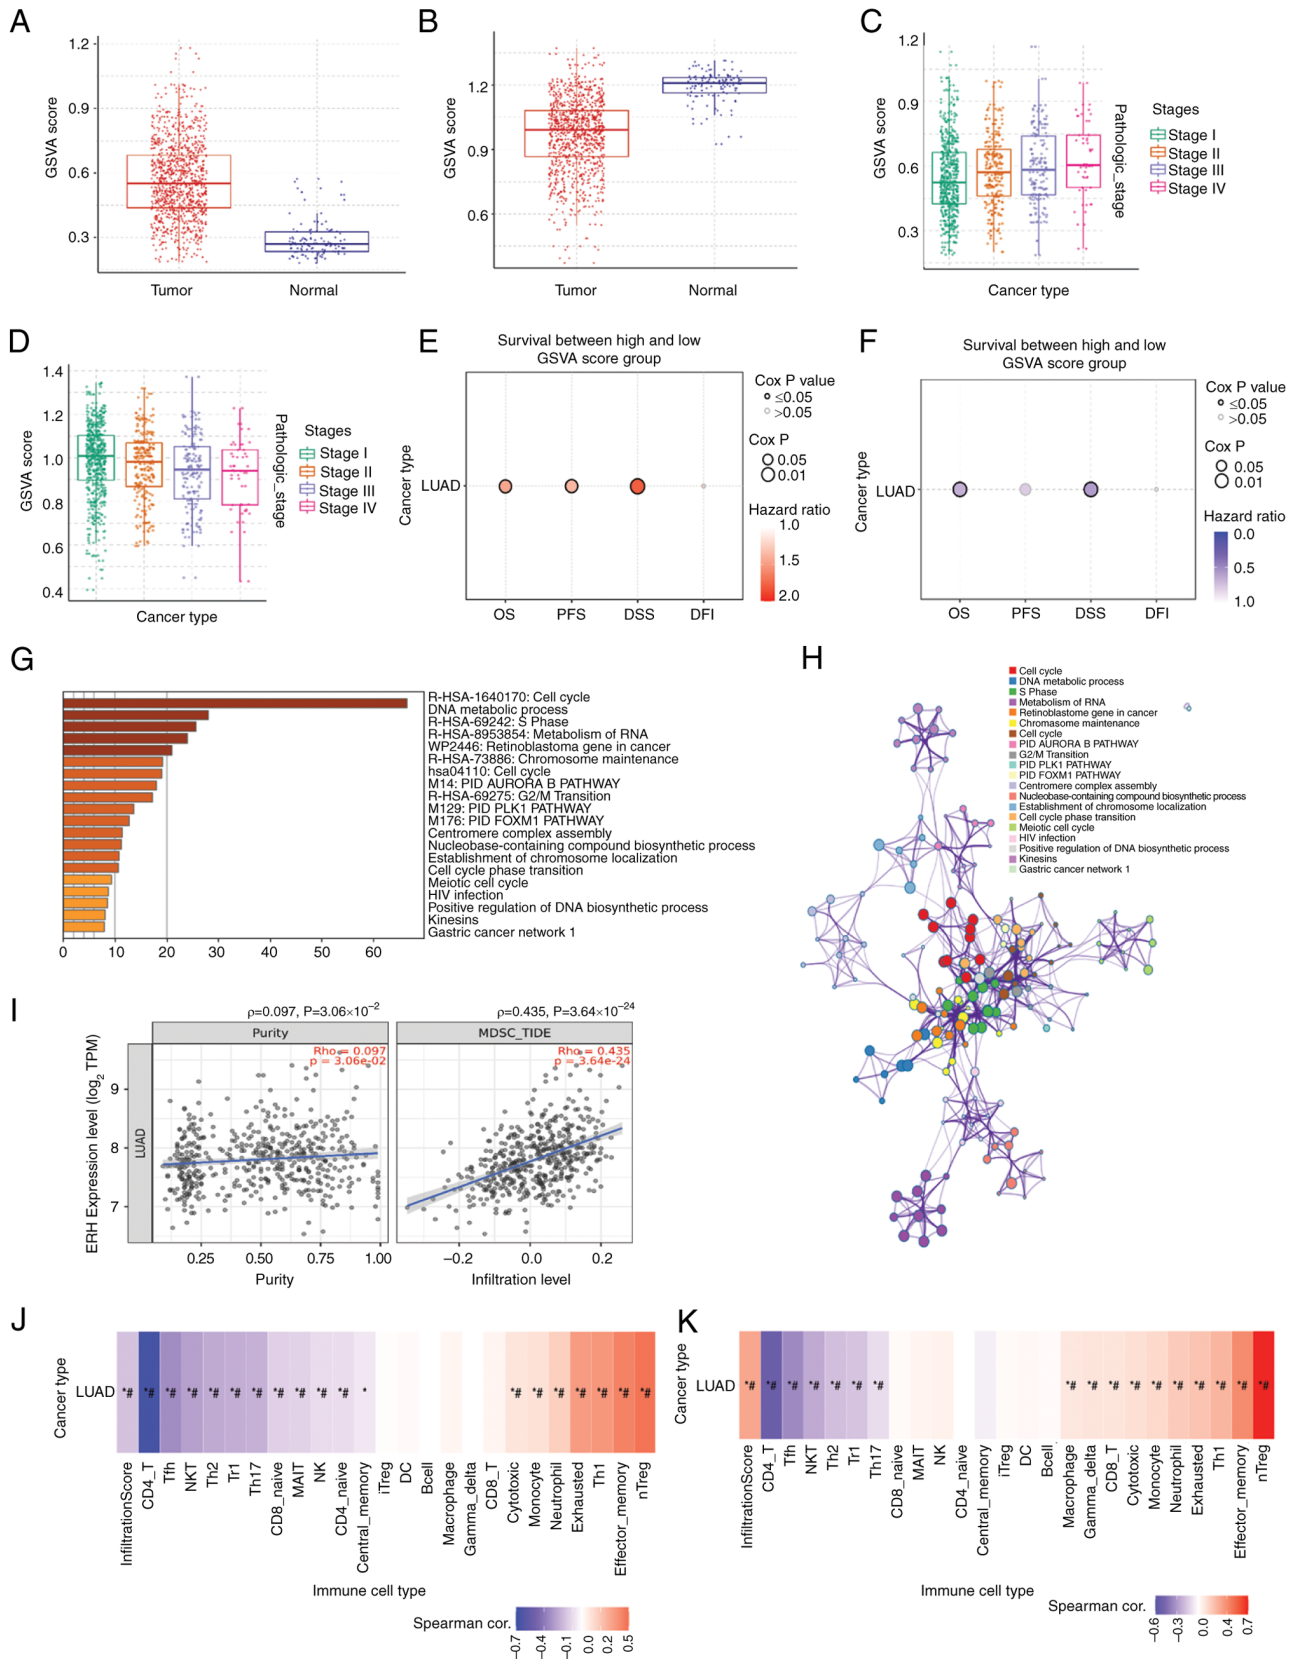 A
GSVA score
1.2
0.9
0.6
0.3
Tumor
Normal
B
GSVA score
1.2
0.9
0.6
Tumor
Normal
C
GSVA score
1.2
0.9
0.6
0.3
Cancer type
Pathologic_stage
Stages
Stage I
Stage II
Stage III
Stage IV
D
GSVA score
1.4
1.2
1.0
0.8
0.6
0.4
Cancer type
Pathologic_stage
Stages
Stage I
Stage II
Stage III
Stage IV
E
Survival between high and low
GSVA score group
Cancer type
LUAD
OS PFS DSS DFI
Cox P value
≤0.05
>0.05
Cox P
0.05
0.01
Hazard ratio
1.0
1.5
2.0
F
Survival between high and low
GSVA score group
Cancer type
LUAD
OS PFS DSS DFI
Cox P value
≤0.05
>0.05
Cox P
0.05
0.01
Hazard ratio
0.0
0.5
1.0
G
R-HSA-1640170: Cell cycle
DNA metabolic process
R-HSA-69242: S Phase
R-HSA-8953854: Metabolism of RNA
WP2446: Retinoblastoma gene in cancer
R-HSA-73886: Chromosome maintenance
hsa04110: Cell cycle
M14: PID AURORA B PATHWAY
R-HSA-69275: G2/M Transition
M129: PID PLK1 PATHWAY
M176: PID FOXM1 PATHWAY
Centromere complex assembly
Nucleobase-containing compound biosynthetic process
Establishment of chromosome localization
Cell cycle phase transition
Meiotic cell cycle
HIV infection
Positive regulation of DNA biosynthetic process
Kinesins
Gastric cancer network 1
0 10 20 30 40 50 60
H
Cell cycle
DNA metabolic process
S Phase
Metabolism of RNA
Retinoblastome gene in cancer
Chromasome maintenance
Cell cycle
PID AURORA B PATHWAY
G2/M Transition
PID PLK1 PATHWAY
PID FOXM1 PATHWAY
Centromere complex assembly
Nucleobase-containing compound biosynthetic process
Establishment of chromosome localization
Cell cycle phase transition
Meiotic cell cycle
HIV infection
Positive regulation of DNA biosynthetic process
Kinesins
Gastric cancer network 1
I
ρ=0.097, P=3.06×10−2
ρ=0.435, P=3.64×10−24
Purity
MDSC_TIDE
Rho = 0.097
p = 3.06e-02
Rho = 0.435
p = 3.64e-24
ERH Expression level (log2 TPM)
LUAD
9
8
7
0.25 0.50 0.75 1.00
−0.2 0.0 0.2
Purity
Infiltration level
J
Cancer type
LUAD
*# *# *# *# *# *# *# *# *# *# *# * *# *# *# *# *# *# *#
InfiltrationScore
CD4_T
Tfh
NKT
Th2
Tr1
Th17
CD8_naive
MAIT
NK
CD4_naive
Central_memory
iTreg
DC
Bcell
Macrophage
Gamma_delta
CD8_T
Cytotoxic
Monocyte
Neutrophil
Exhausted
Th1
Effector_memory
nTreg
Immune cell type
Spearman cor.
−0.7 −0.4 −0.1 0.0 0.2 0.5
K
Cancer type
LUAD
*# *# *# *# *# *# *# *# *# *# *# *# *# *# *# *# *#
InfiltrationScore
CD4_T
Tfh
NKT
Th2
Tr1
Th17
CD8_naive
MAIT
NK
CD4_naive
Central_memory
iTreg
DC
Bcell
Macrophage
Gamma_delta
CD8_T
Cytotoxic
Monocyte
Neutrophil
Exhausted
Th1
Effector_memory
nTreg
Immune cell type
Spearman cor.
−0.6 −0.3 0.0 0.4 0.7